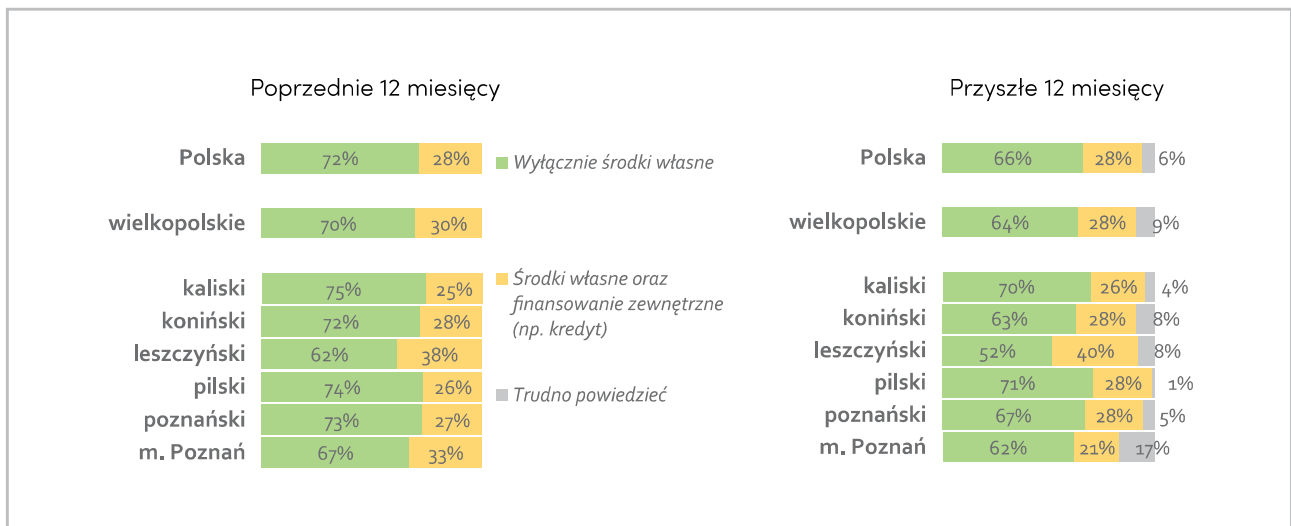 Poprzednie 12 miesięcy
Polska 72% 28%
wielkopolskie 70% 30%
kaliski 75% 25%
koniński 72% 28%
leszczyński 62% 38%
pilski 74% 26%
poznański 73% 27%
m. Poznań 67% 33%
Wyłącznie środki własne
Środki własne oraz
finansowanie zewnętrzne
(np. kredyt)
Trudno powiedzieć
Przyszłe 12 miesięcy
Polska 66% 28% 6%
wielkopolskie 64% 28% 9%
kaliski 70% 26% 4%
koniński 63% 28% 8%
leszczyński 52% 40% 8%
pilski 71% 28% 1%
poznański 67% 28% 5%
m. Poznań 62% 21% 17%